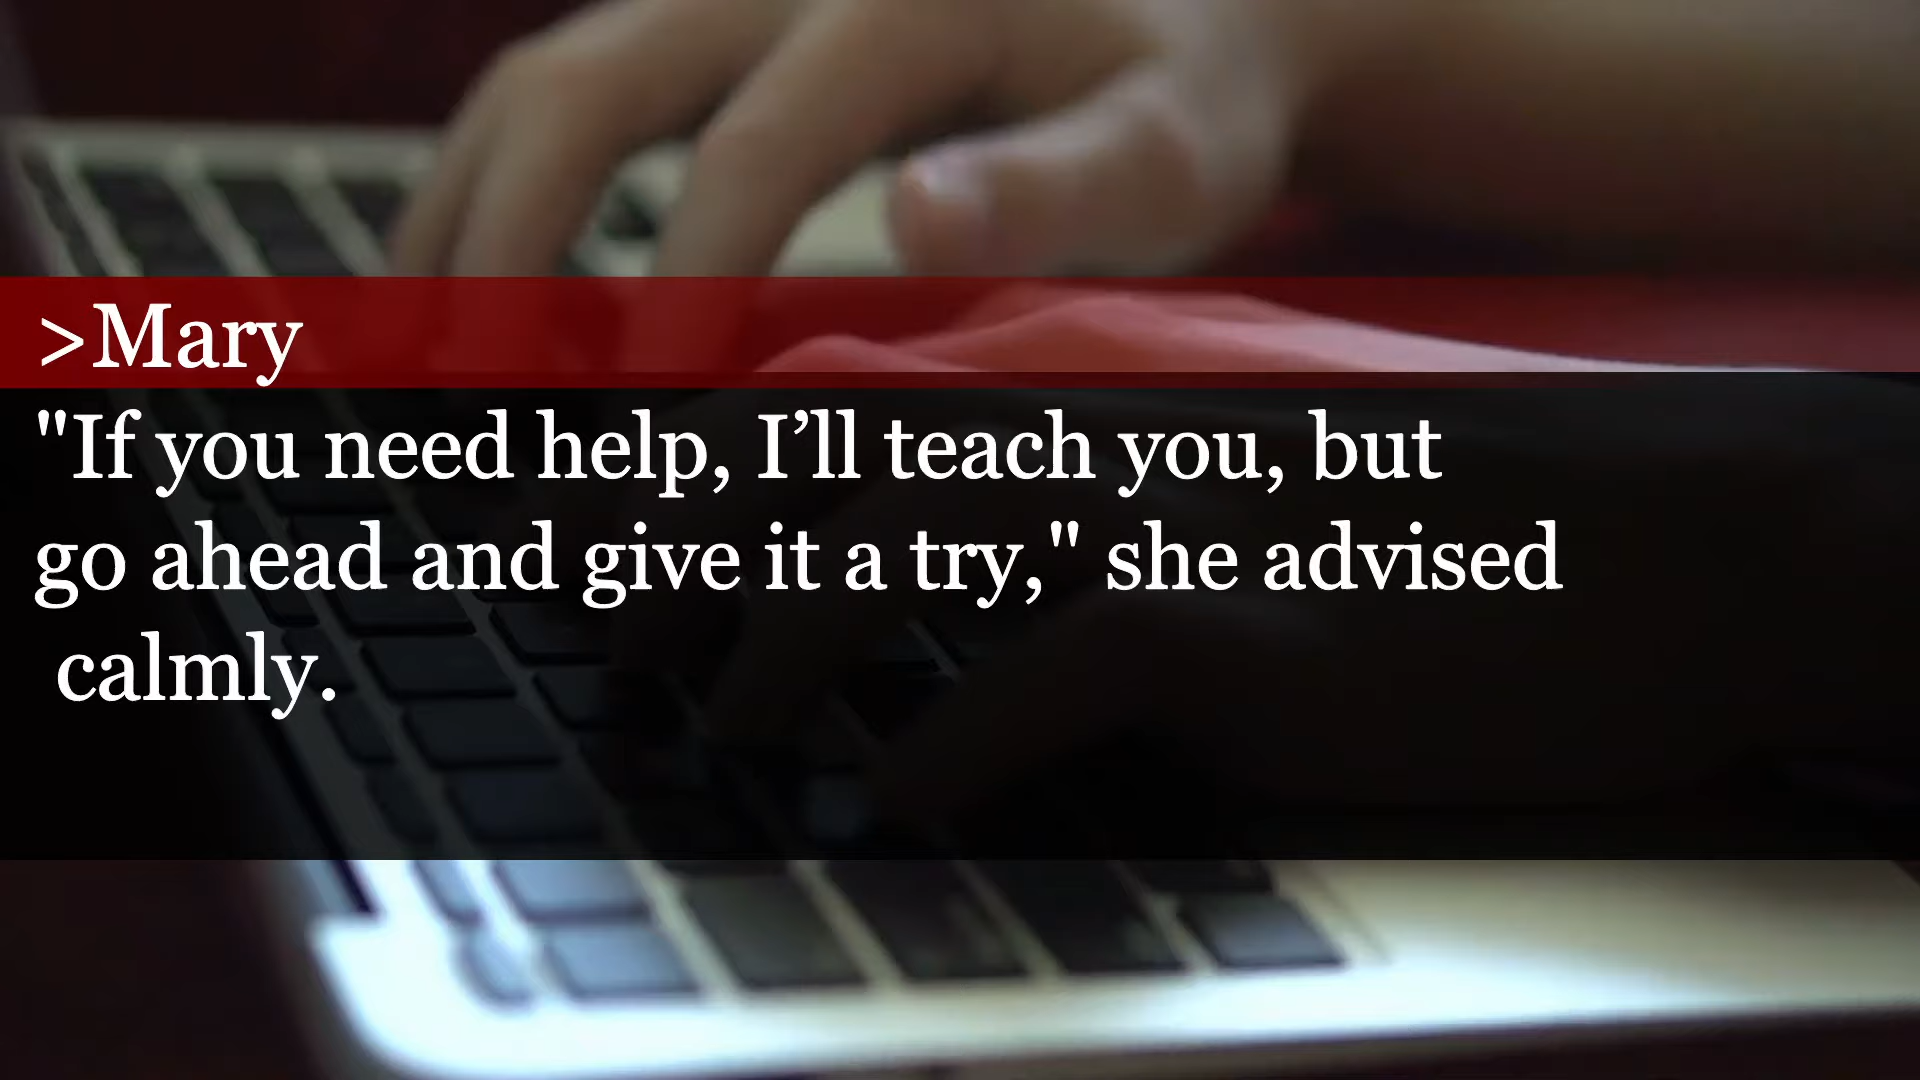 >Mary
"If you need help, I’ll teach you, but
go ahead and give it a try," she advised
calmly.